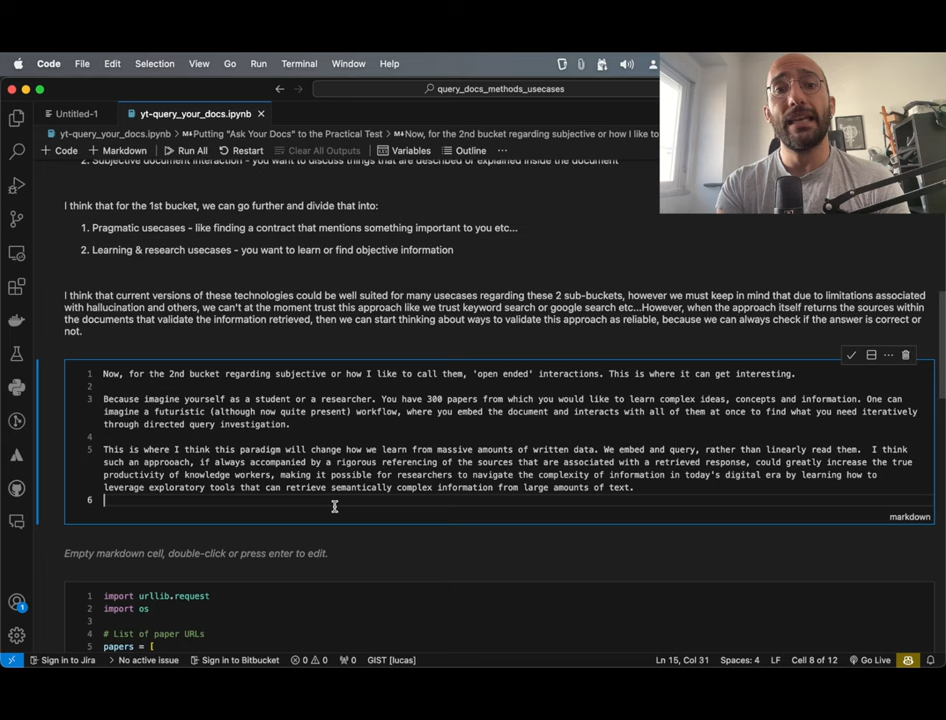 Code File Edit Selection View Go Run Terminal Window Help
query_docs_methods_usecases
Untitled-1 yt-query_your_docs.ipynb
yt-query_your_docs.ipynb > Putting "Ask Your Docs" to the Practical Test > Now, for the 2nd bucket regarding subjective or how I like to
+ Code + Markdown Run All Restart Clear All Outputs Variables Outline ...
2. Subjective document interaction - you want to discuss things that are described or explained inside the document
I think that for the 1st bucket, we can go further and divide that into:
1. Pragmatic usecases - like finding a contract that mentions something important to you etc...
2. Learning & research usecases - you want to learn or find objective information
I think that current versions of these technologies could be well suited for many usecases regarding these 2 sub-buckets, however we must keep in mind that due to limitations associated
with hallucination and others, we can't at the moment trust this approach like we trust keyword search or google search etc...However, when the approach itself returns the sources within
the documents that validate the information retrieved, then we can start thinking about ways to validate this approach as reliable, because we can always check if the answer is correct or
not.
1 Now, for the 2nd bucket regarding subjective or how I like to call them, 'open ended' interactions. This is where it can get interesting.
2
3 Because imagine yourself as a student or a researcher. You have 300 papers from which you would like to learn complex ideas, concepts and information. One can
imagine a futuristic (although now quite present) workflow, where you embed the document and interacts with all of them at once to find what you need iteratively
through directed query investigation.
4
5 This is where I think this paradigm will change how we learn from massive amounts of written data. We embed and query, rather than linearly read them.  I think
such an approach, if always accompanied by a rigorous referencing of the sources that are associated with a retrieved response, could greatly increase the true
productivity of knowledge workers, making it possible for researchers to navigate the complexity of information in today's digital era by learning how to
leverage exploratory tools that can retrieve semantically complex information from large amounts of text.
6
markdown
Empty markdown cell, double-click or press enter to edit.
1 import urllib.request
2 import os
3
4 # List of paper URLs
5 papers = [
Sign in to Jira > No active issue Sign in to Bitbucket 0 0 0 GIST [lucas] Ln 15, Col 31 Spaces: 4 LF Cell 8 of 12 Go Live